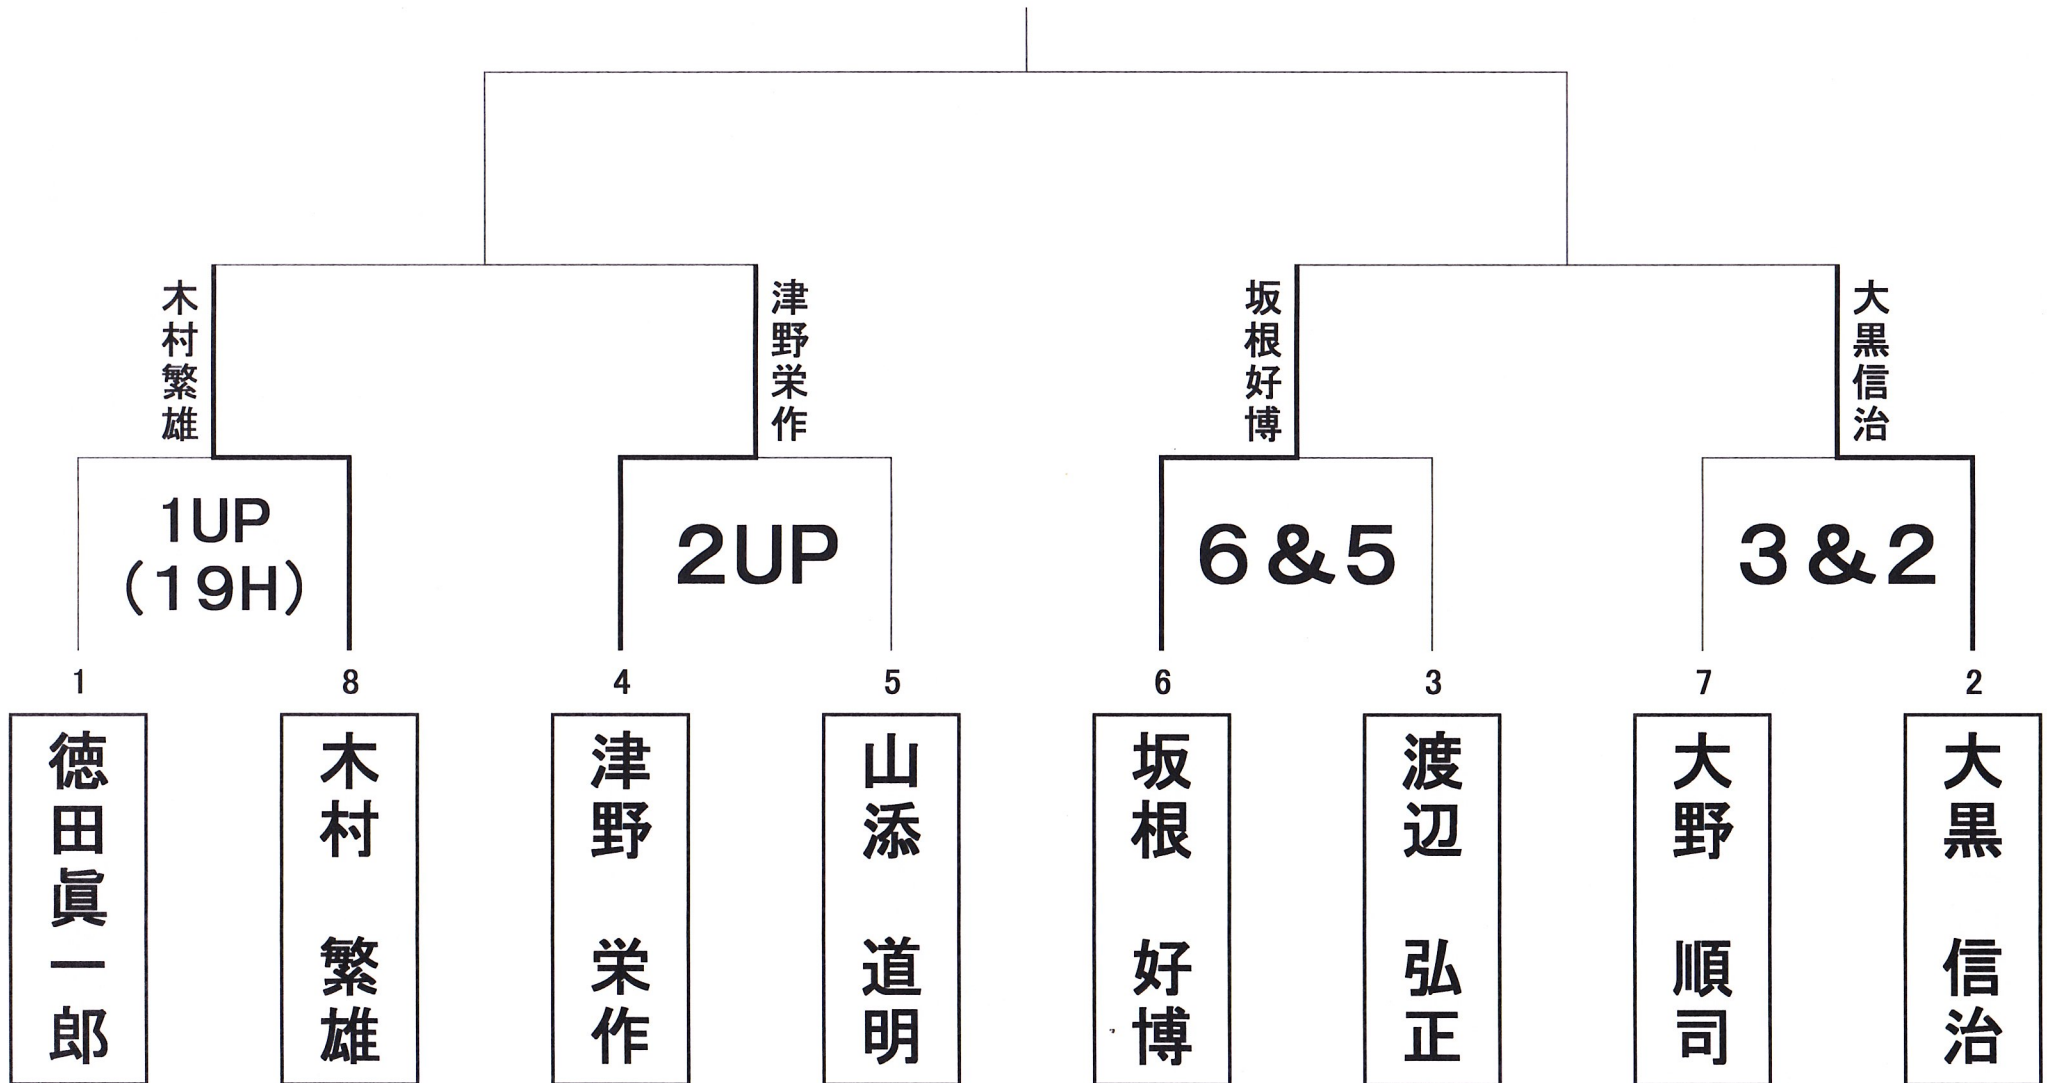 木村繁雄
津野栄作
坂根好博
大黒信治
1UP
(19H)
2UP
6&5
3&2
1
8
4
5
6
3
7
2
徳田眞一郎
木村 繁雄
津野 栄作
山添 道明
坂根 好博
渡辺 弘正
大野 順司
大黒 信治